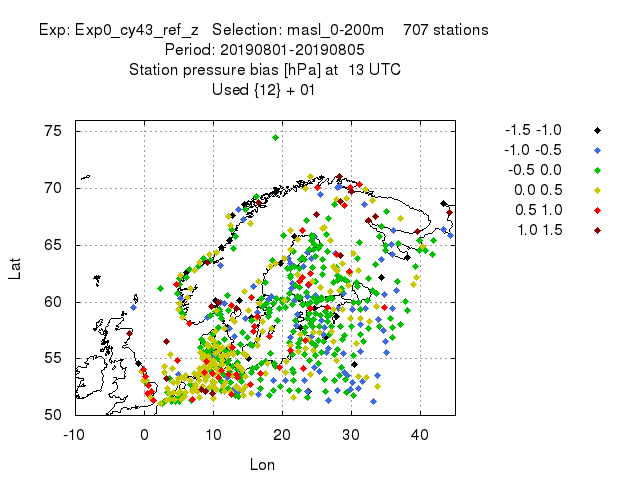 Exp: Exp0_cy43_ref_z   Selection: masl_0-200m    707 stations
Period: 20190801-20190805
Station pressure bias [hPa] at  13 UTC
Used {12} + 01
75
70
65
60
55
50
-10 0 10 20 30 40
Lat
Lon
-1.5 -1.0
-1.0 -0.5
-0.5 0.0
0.0 0.5
0.5 1.0
1.0 1.5